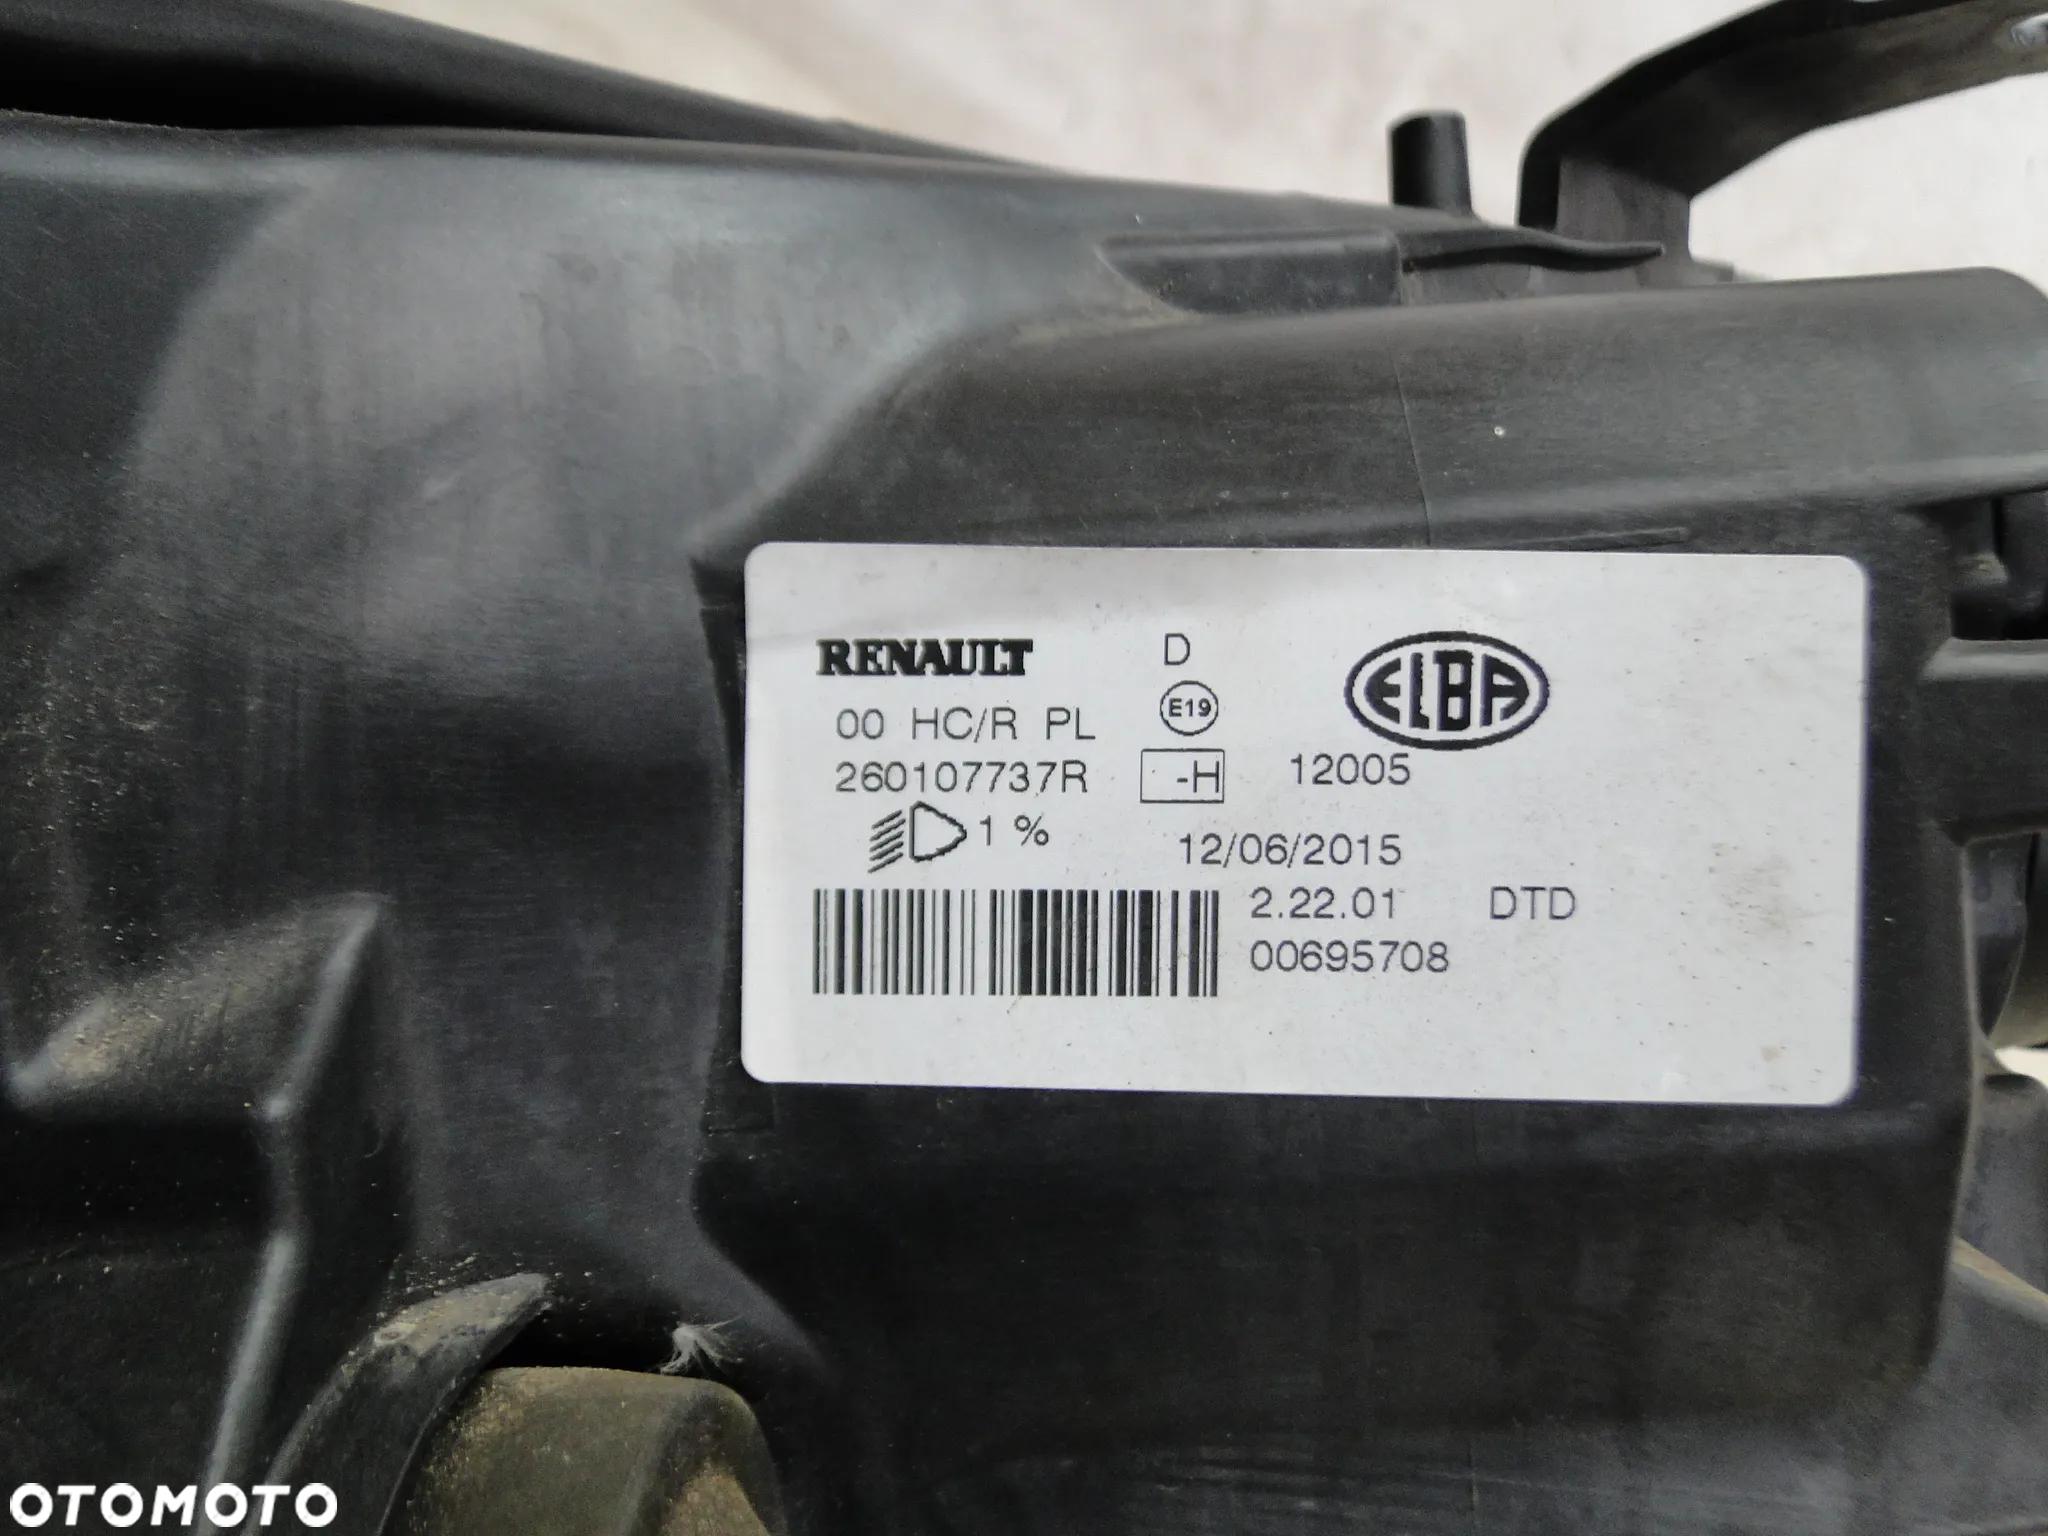 RENAULT D ELBA
00 HC/R PL E19
260107737R -H 12005
1 %
12/06/2015
2.22.01 DTD
00695708
OTOMOTO